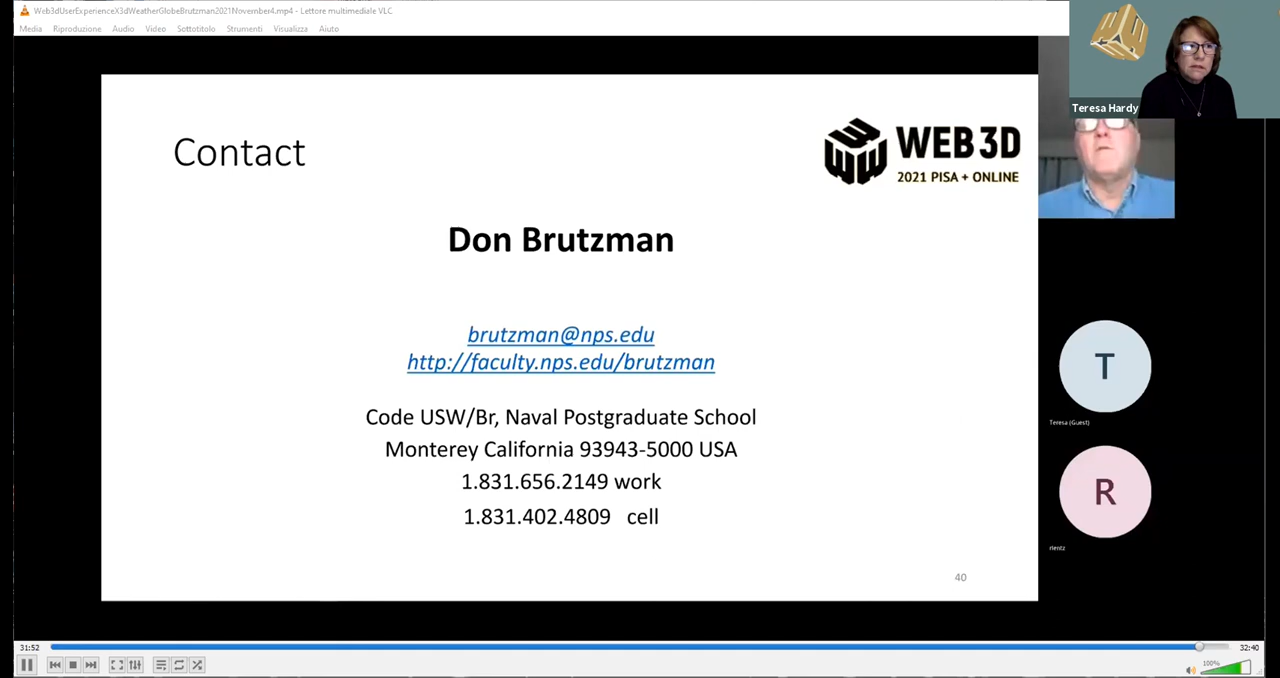 Web3dUserExperienceX3dWeatherGlobeBrutzman2021November4.mp4 - Lettore multimediale VLC
Media Riproduzione Audio Video Sottotitolo Strumenti Visualizza Aiuto
Teresa Hardy
Contact
WEB 3D
2021 PISA + ONLINE
Don Brutzman
brutzman@nps.edu
http://faculty.nps.edu/brutzman
Code USW/Br, Naval Postgraduate School
Monterey California 93943-5000 USA
1.831.656.2149 work
1.831.402.4809 cell
40
T
Teresa (Guest)
R
rlentz
31:52
32:40
100%